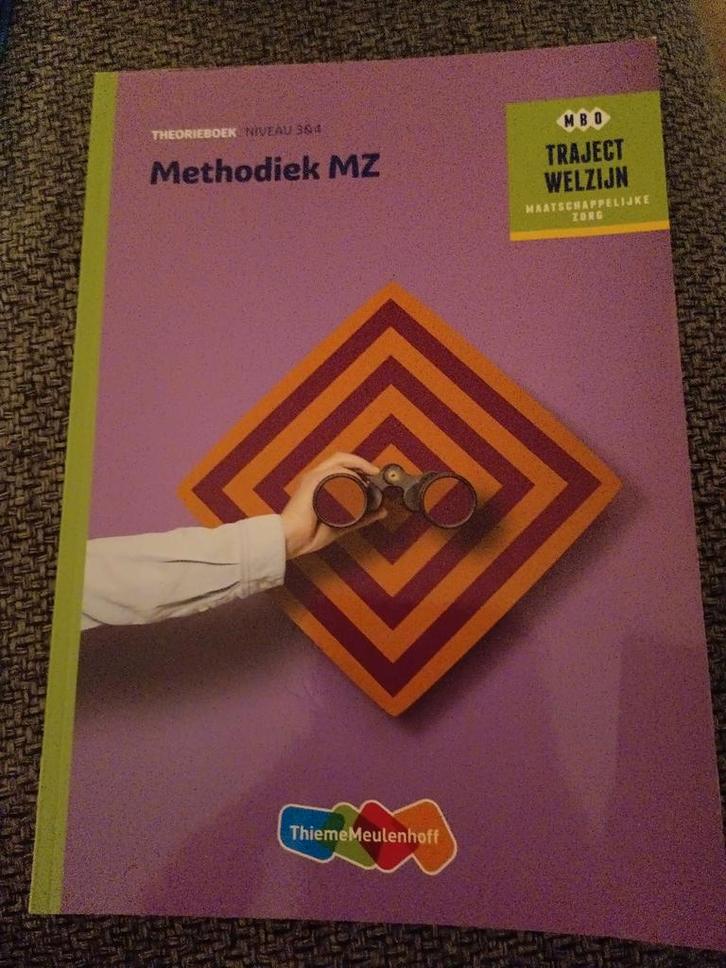 THEORIEBOEK NIVEAU 3&4
Methodiek MZ
MBO
TRAJECT
WELZIJN
MAATSCHAPPELIJKE
ZORG
ThiemeMeulenhoff